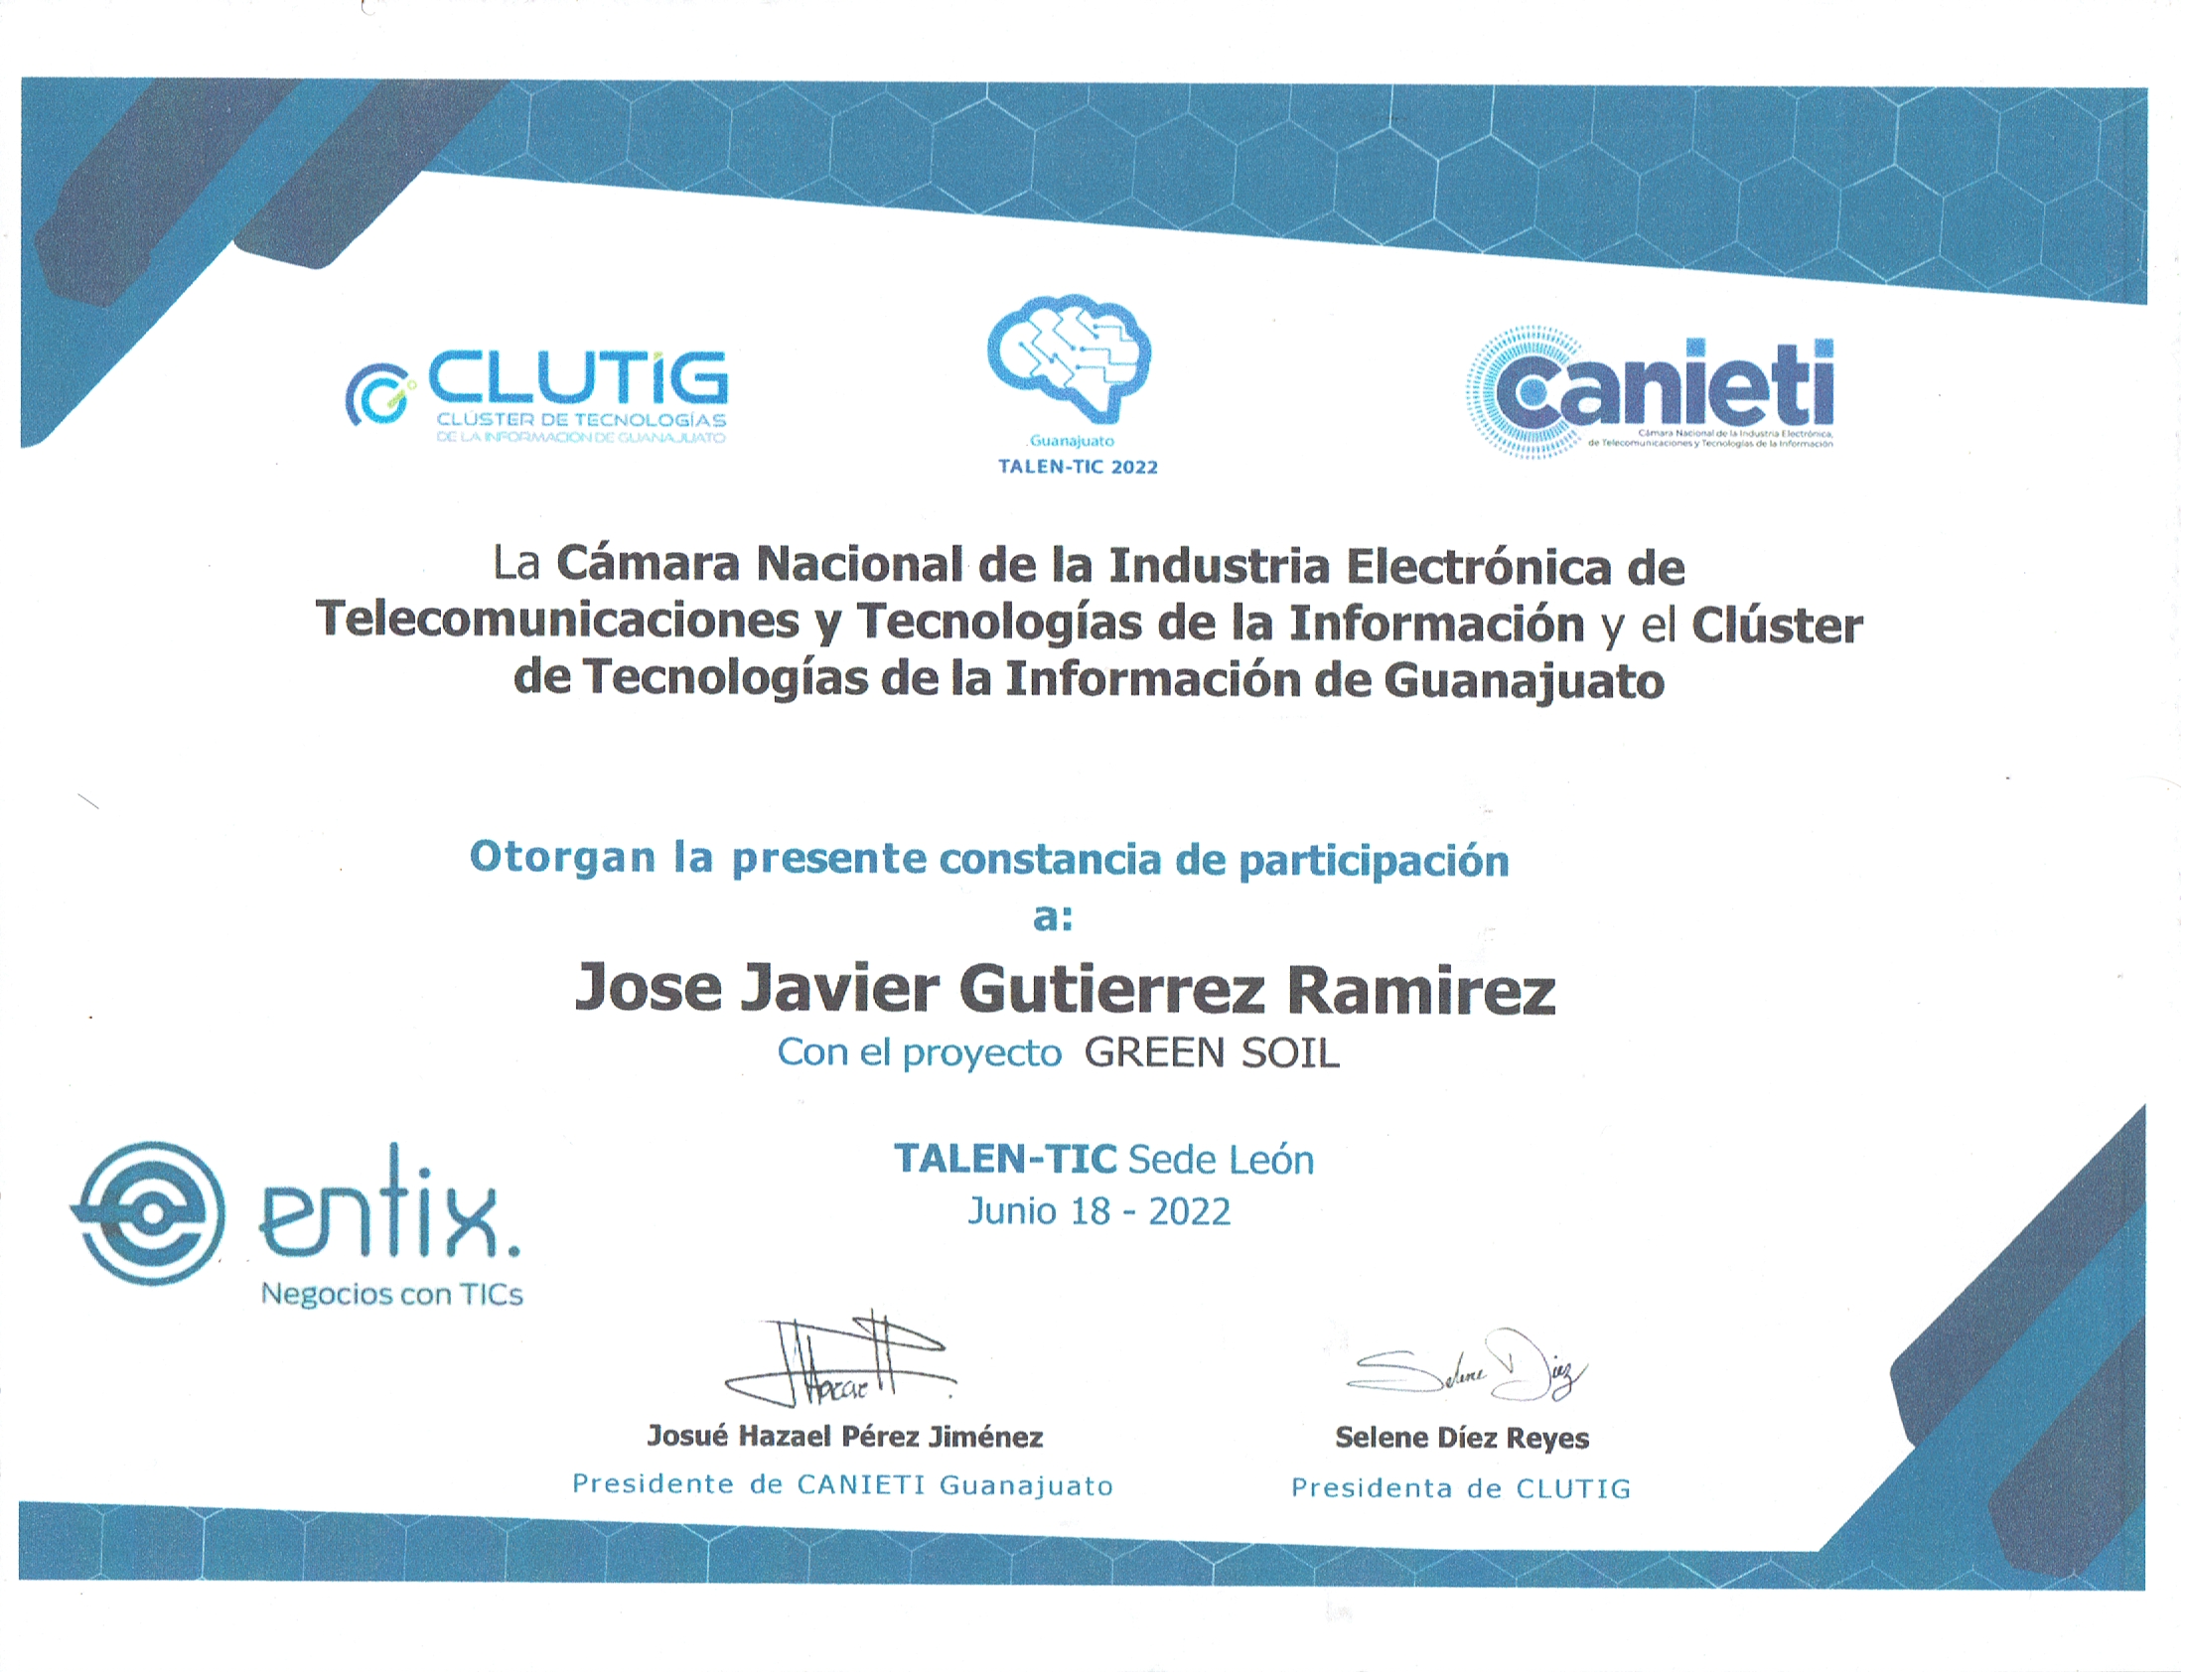 CLUTIG
CLÚSTER DE TECNOLOGÍAS
DE LA INFORMACIÓN DE GUANAJUATO
Guanajuato
TALEN-TIC 2022
canieti
Cámara Nacional de la Industria Electrónica,
de Telecomunicaciones y Tecnologías de la Información
La Cámara Nacional de la Industria Electrónica de
Telecomunicaciones y Tecnologías de la Información y el Clúster
de Tecnologías de la Información de Guanajuato
Otorgan la presente constancia de participación
a:
Jose Javier Gutierrez Ramirez
Con el proyecto GREEN SOIL
TALEN-TIC Sede León
Junio 18 - 2022
entix.
Negocios con TICs
Hazael
Selene Díez
Josué Hazael Pérez Jiménez
Selene Díez Reyes
Presidente de CANIETI Guanajuato
Presidenta de CLUTIG